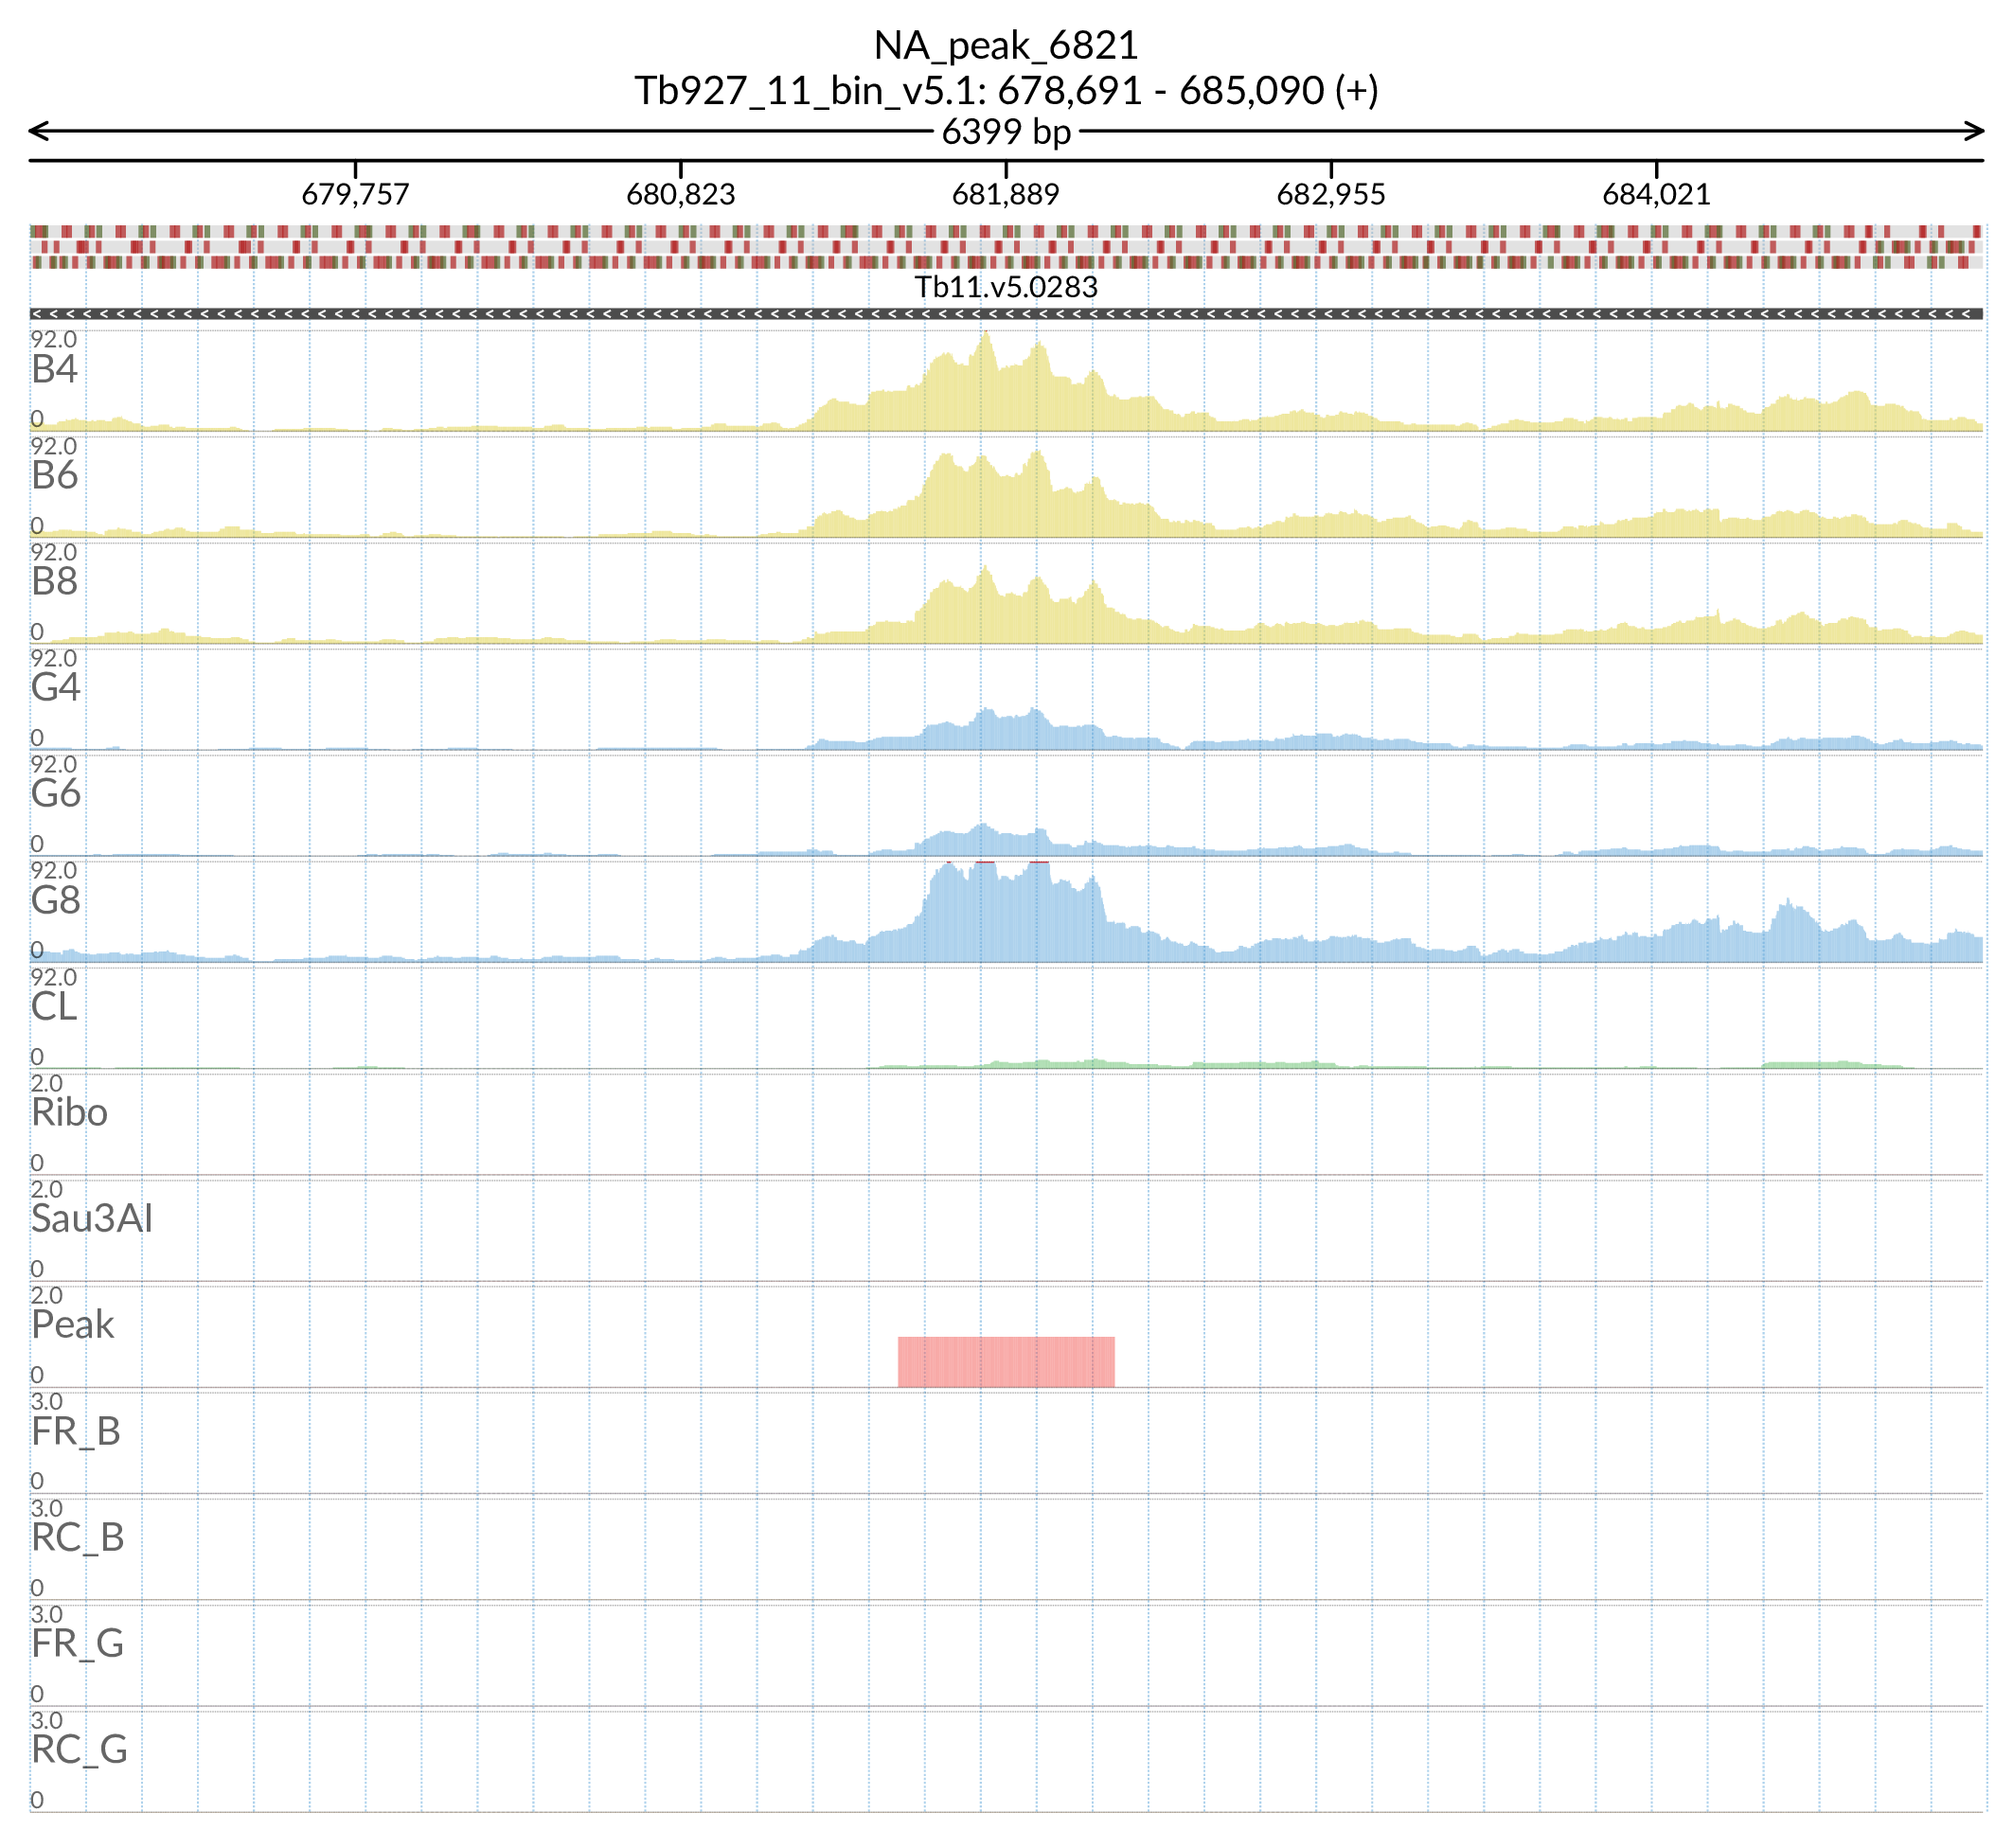 NA_peak_6821
Tb927_11_bin_v5.1: 678,691 - 685,090 (+)
6399 bp
679,757 680,823 681,889 682,955 684,021
Tb11.v5.0283
92.0
B4
0
92.0
B6
0
92.0
B8
0
92.0
G4
0
92.0
G6
0
92.0
G8
0
92.0
CL
0
2.0
Ribo
0
2.0
Sau3AI
0
2.0
Peak
0
3.0
FR_B
0
3.0
RC_B
0
3.0
FR_G
0
3.0
RC_G
0